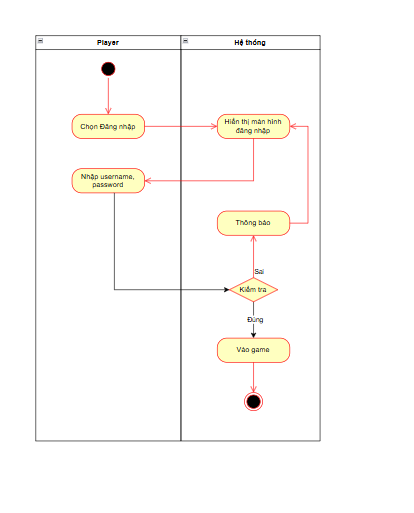 Player
Hệ thống
Chọn Đăng nhập
Hiển thị màn hình
đăng nhập
Nhập username,
password
Thông báo
Sai
Kiểm tra
Đúng
Vào game